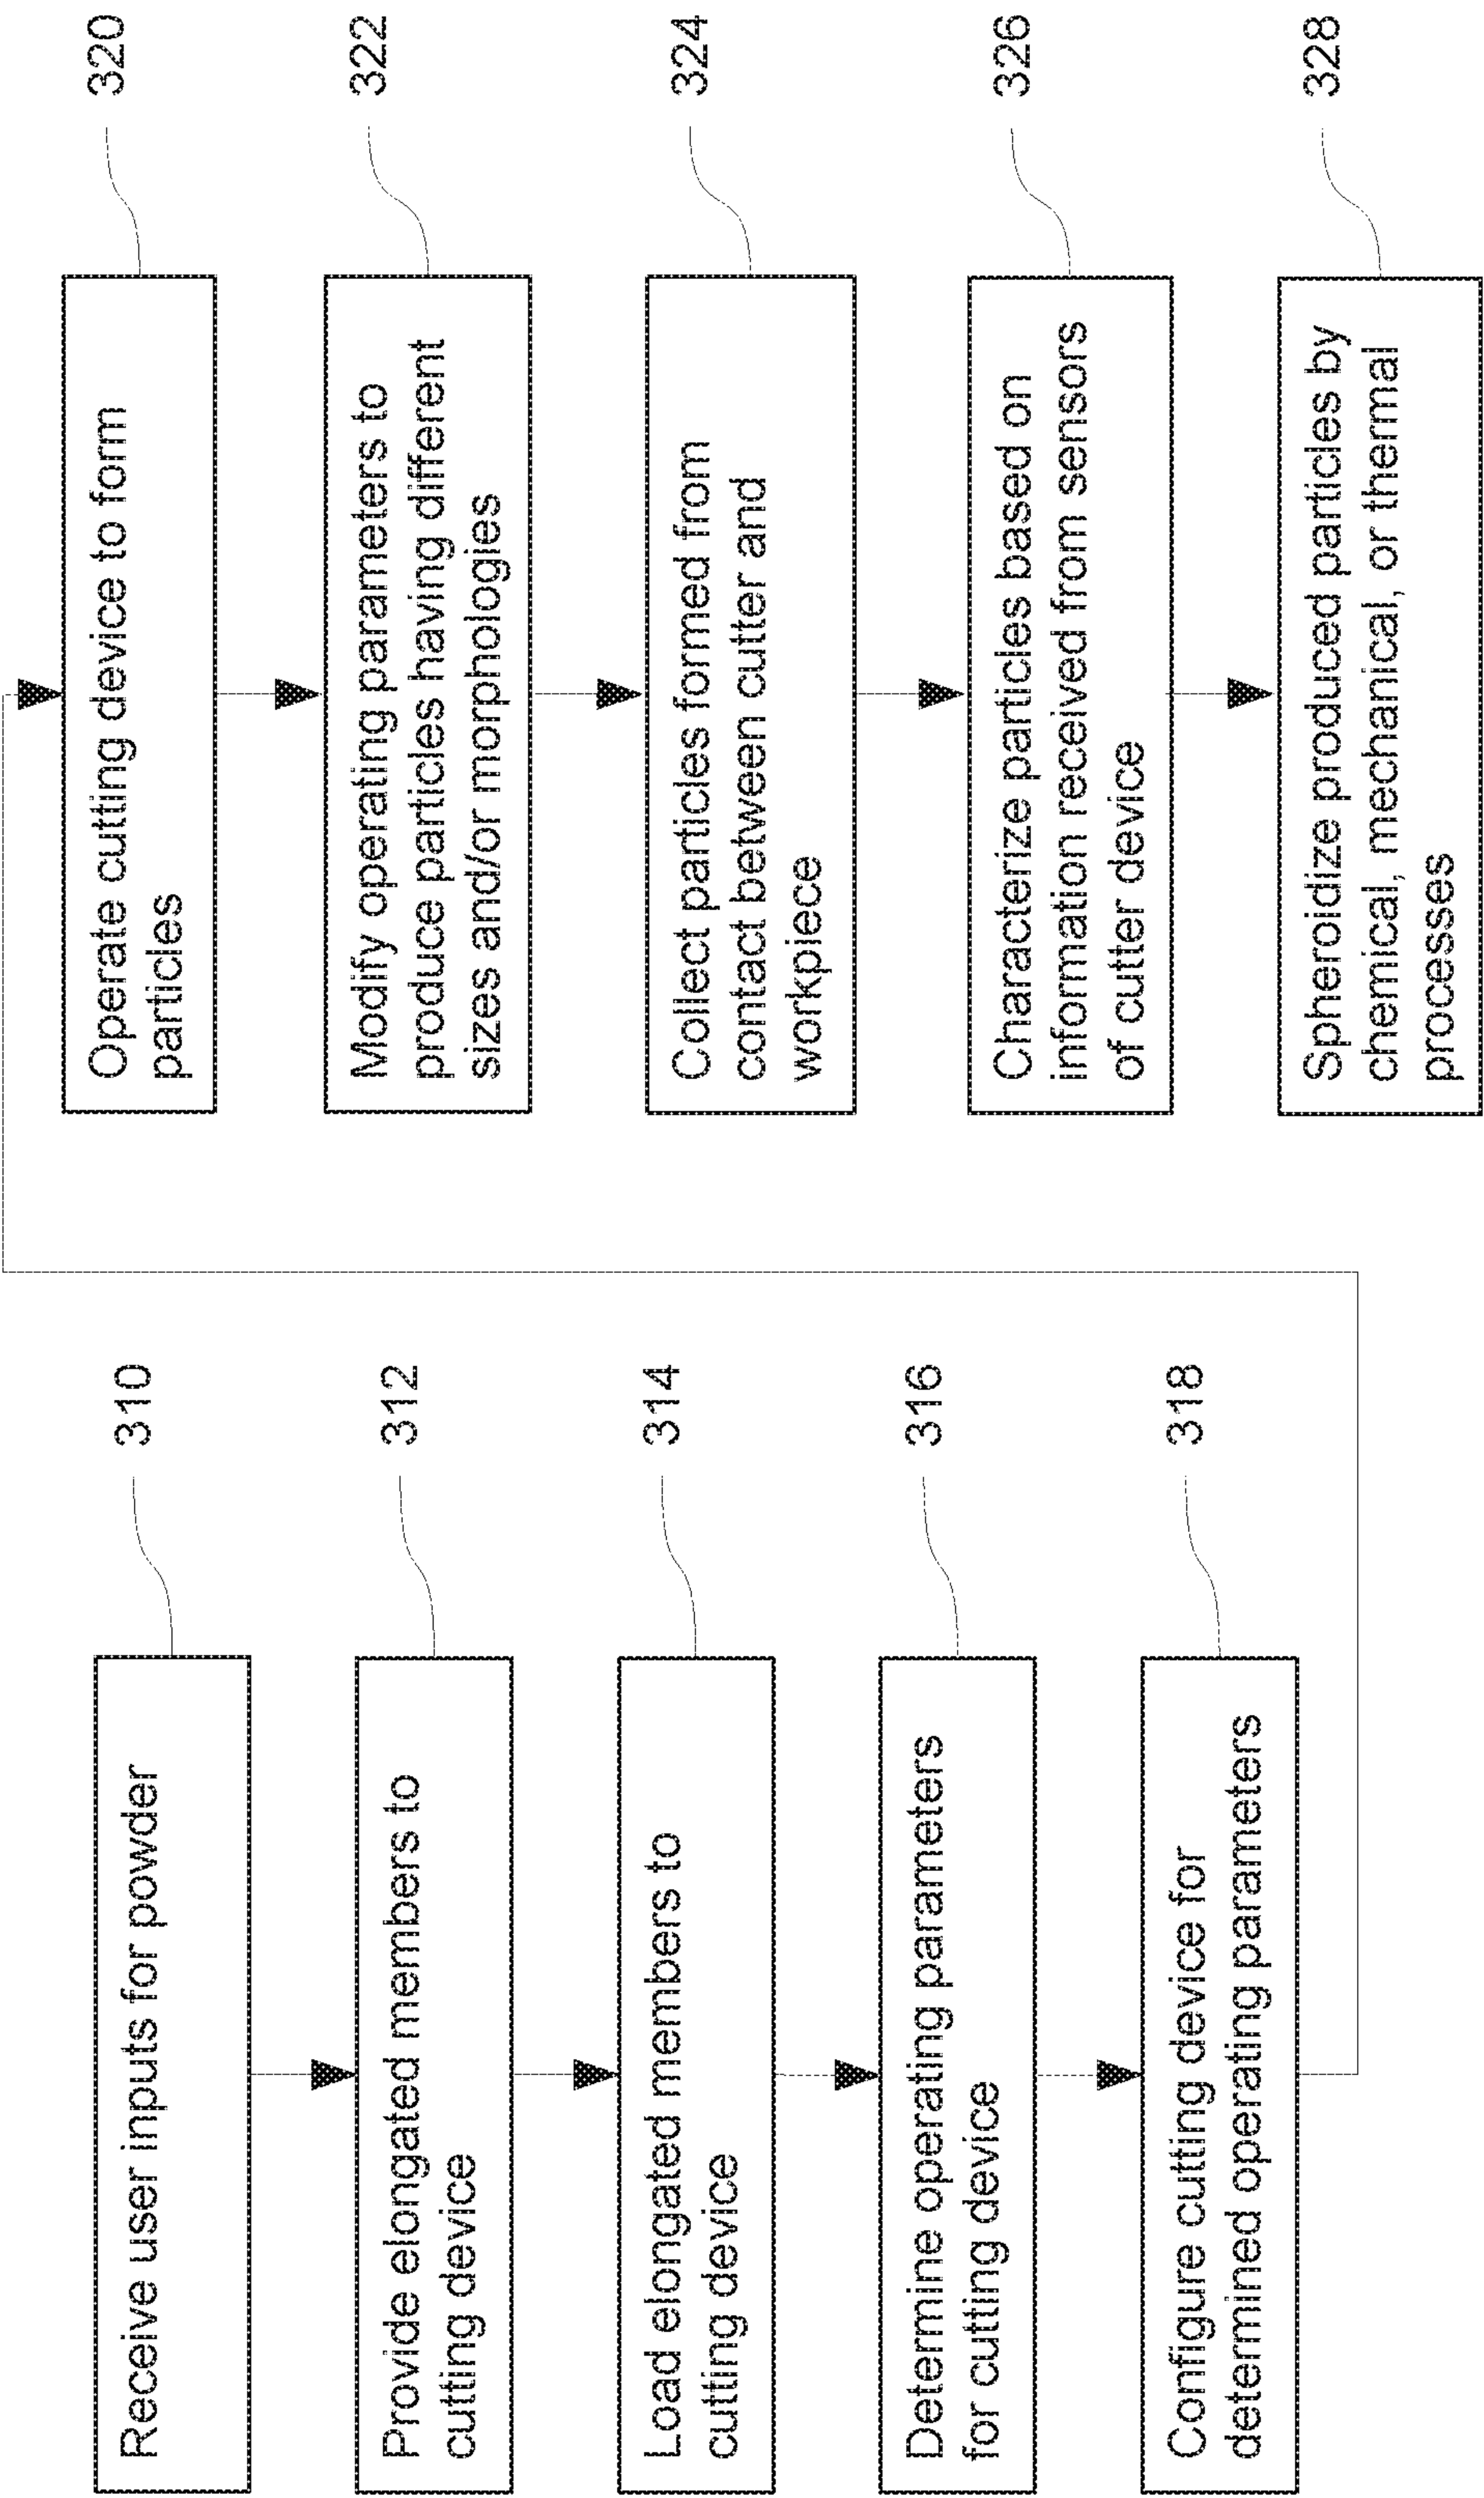 Receive user inputs for powder
310
Provide elongated members to
cutting device
312
Load elongated members to
cutting device
314
Determine operating parameters
for cutting device
316
Configure cutting device for
determined operating parameters
318
Operate cutting device to form
particles
320
Modify operating parameters to
produce particles having different
sizes and/or morphologies
322
Collect particles formed from
contact between cutter and
workpiece
324
Characterize particles based on
information received from sensors
of cutter device
326
Spheroidize produced particles by
chemical, mechanical, or thermal
processes
328